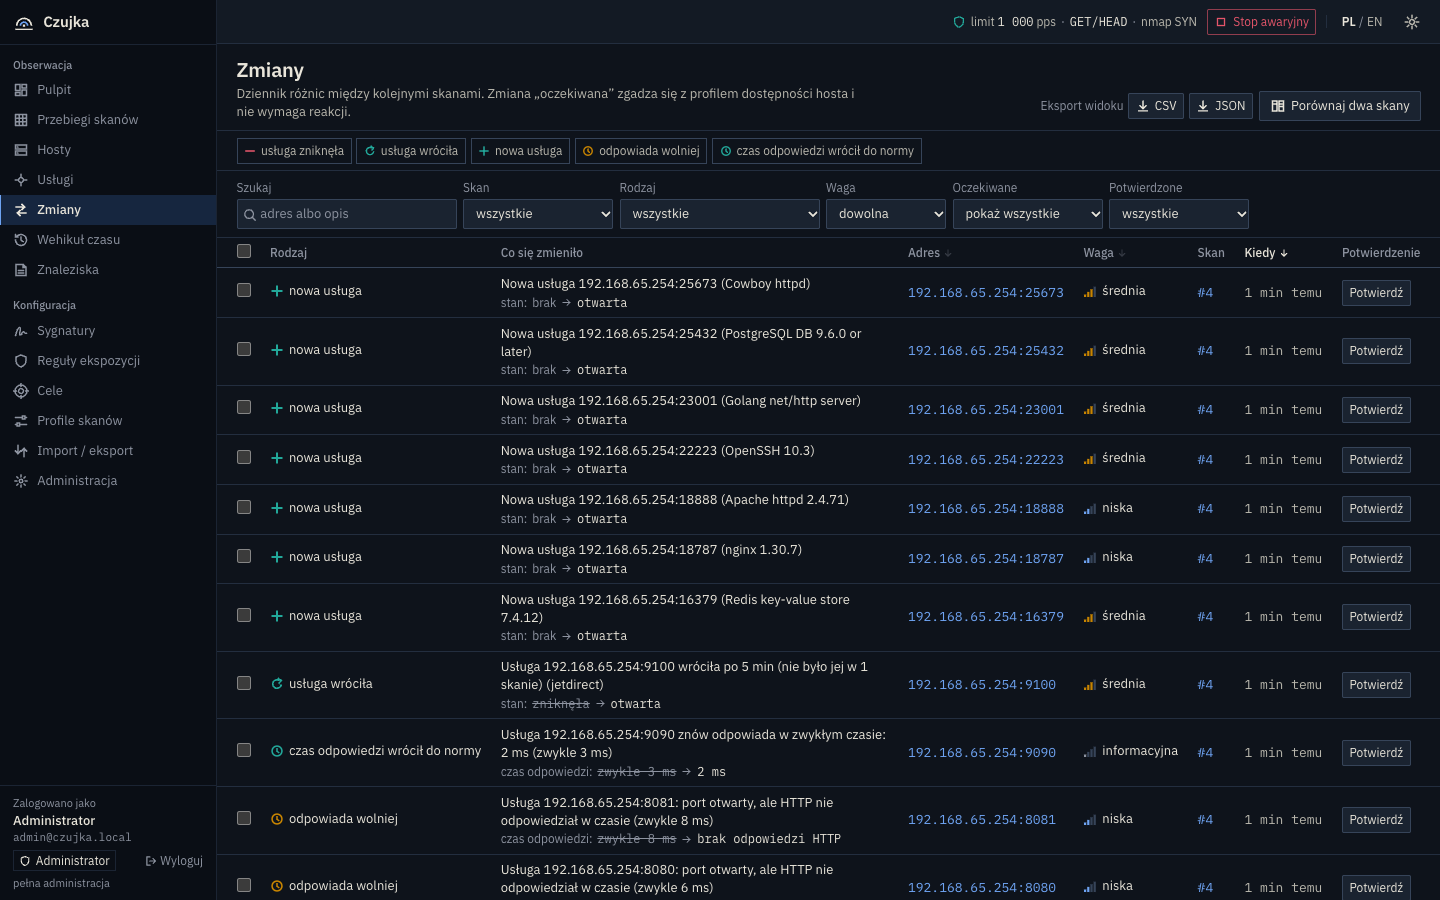 Czujka
limit 1 000 pps · GET/HEAD · nmap SYN
Stop awaryjny
PL / EN
Obserwacja
Pulpit
Przebiegi skanów
Hosty
Usługi
Zmiany
Wehikuł czasu
Znaleziska
Konfiguracja
Sygnatury
Reguły ekspozycji
Cele
Profile skanów
Import / eksport
Administracja
Zalogowano jako
Administrator
admin@czujka.local
Administrator
Wyloguj
pełna administracja
Zmiany
Dziennik różnic między kolejnymi skanami. Zmiana „oczekiwana” zgadza się z profilem dostępności hosta i
nie wymaga reakcji.
Eksport widoku
CSV
JSON
Porównaj dwa skany
usługa zniknęła
usługa wróciła
nowa usługa
odpowiada wolniej
czas odpowiedzi wrócił do normy
Szukaj
Skan
Rodzaj
Waga
Oczekiwane
Potwierdzone
adres albo opis
wszystkie
wszystkie
dowolna
pokaż wszystkie
wszystkie
Rodzaj
Co się zmieniło
Adres ↓
Waga ↓
Skan
Kiedy ↓
Potwierdzenie
nowa usługa
Nowa usługa 192.168.65.254:25673 (Cowboy httpd)
stan: brak → otwarta
192.168.65.254:25673
średnia
#4
1 min temu
Potwierdź
nowa usługa
Nowa usługa 192.168.65.254:25432 (PostgreSQL DB 9.6.0 or
later)
stan: brak → otwarta
192.168.65.254:25432
średnia
#4
1 min temu
Potwierdź
nowa usługa
Nowa usługa 192.168.65.254:23001 (Golang net/http server)
stan: brak → otwarta
192.168.65.254:23001
średnia
#4
1 min temu
Potwierdź
nowa usługa
Nowa usługa 192.168.65.254:22223 (OpenSSH 10.3)
stan: brak → otwarta
192.168.65.254:22223
średnia
#4
1 min temu
Potwierdź
nowa usługa
Nowa usługa 192.168.65.254:18888 (Apache httpd 2.4.71)
stan: brak → otwarta
192.168.65.254:18888
niska
#4
1 min temu
Potwierdź
nowa usługa
Nowa usługa 192.168.65.254:18787 (nginx 1.30.7)
stan: brak → otwarta
192.168.65.254:18787
niska
#4
1 min temu
Potwierdź
nowa usługa
Nowa usługa 192.168.65.254:16379 (Redis key-value store
7.4.12)
stan: brak → otwarta
192.168.65.254:16379
średnia
#4
1 min temu
Potwierdź
usługa wróciła
Usługa 192.168.65.254:9100 wróciła po 5 min (nie było jej w 1
skanie) (jetdirect)
stan: zniknęła → otwarta
192.168.65.254:9100
średnia
#4
1 min temu
Potwierdź
czas odpowiedzi wrócił do normy
Usługa 192.168.65.254:9090 znów odpowiada w zwykłym czasie:
2 ms (zwykle 3 ms)
czas odpowiedzi: zwykle 3 ms → 2 ms
192.168.65.254:9090
informacyjna
#4
1 min temu
Potwierdź
odpowiada wolniej
Usługa 192.168.65.254:8081: port otwarty, ale HTTP nie
odpowiedział w czasie (zwykle 8 ms)
czas odpowiedzi: zwykle 8 ms → brak odpowiedzi HTTP
192.168.65.254:8081
niska
#4
1 min temu
Potwierdź
odpowiada wolniej
Usługa 192.168.65.254:8080: port otwarty, ale HTTP nie
odpowiedział w czasie (zwykle 6 ms)
192.168.65.254:8080
niska
#4
1 min temu
Potwierdź